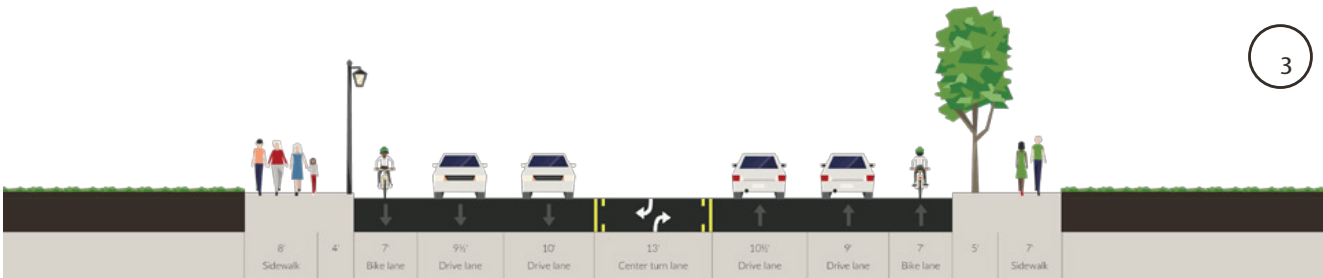 3
8' 4' 7' 9½' 10' 13' 10½' 9' 7' 5' 7'
Sidewalk Bike lane Drive lane Drive lane Center turn lane Drive lane Drive lane Bike lane Sidewalk